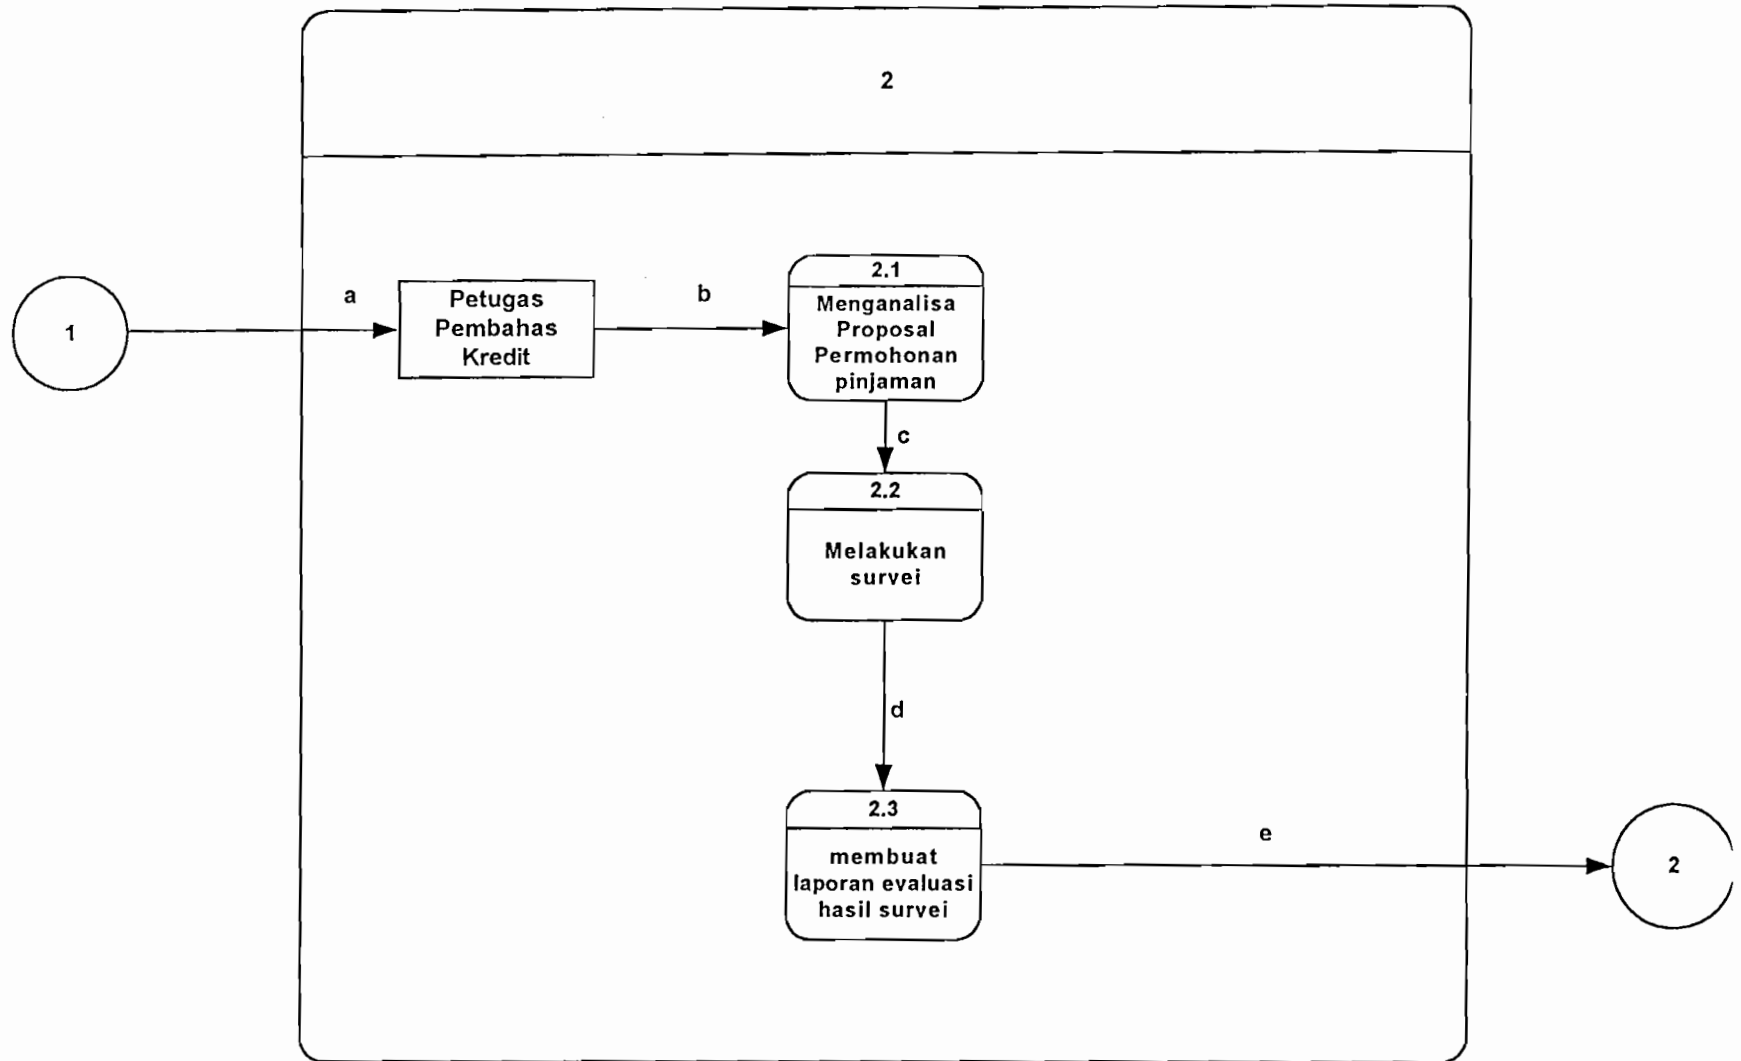 2
1
a
Petugas
Pembahas
Kredit
b
2.1
Menganalisa
Proposal
Permohonan
pinjaman
c
2.2
Melakukan
survei
d
2.3
membuat
laporan evaluasi
hasil survei
e
2